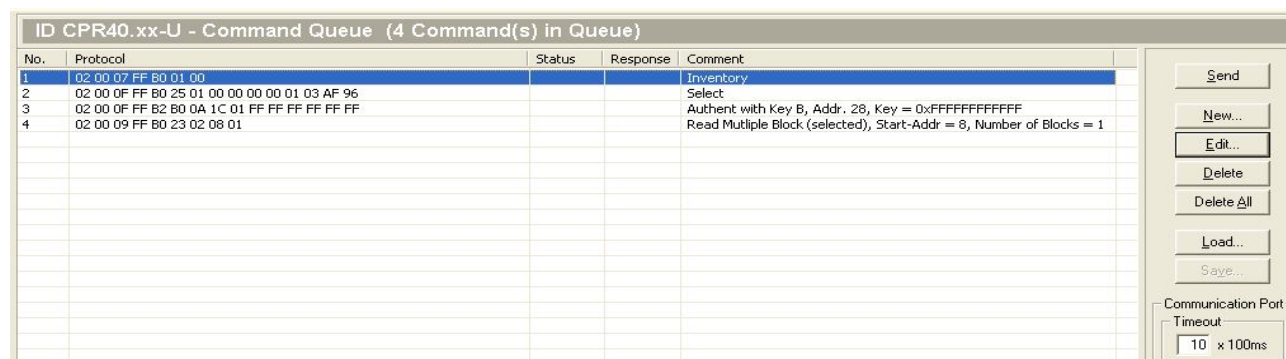 ID CPR40.xx-U - Command Queue (4 Command(s) in Queue)
No. Protocol Status Response Comment
1 02 00 07 FF B0 01 00 Inventory
2 02 00 0F FF B0 25 01 00 00 00 00 01 03 AF 96 Select
3 02 00 0F FF B2 B0 0A 1C 01 FF FF FF FF FF FF Authent with Key B, Addr. 28, Key = 0xFFFFFFFFFFFF
4 02 00 09 FF B0 23 02 08 01 Read Mutliple Block (selected), Start-Addr = 8, Number of Blocks = 1
Send
New...
Edit...
Delete
Delete All
Load...
Save...
Communication Port
Timeout
10 x 100ms